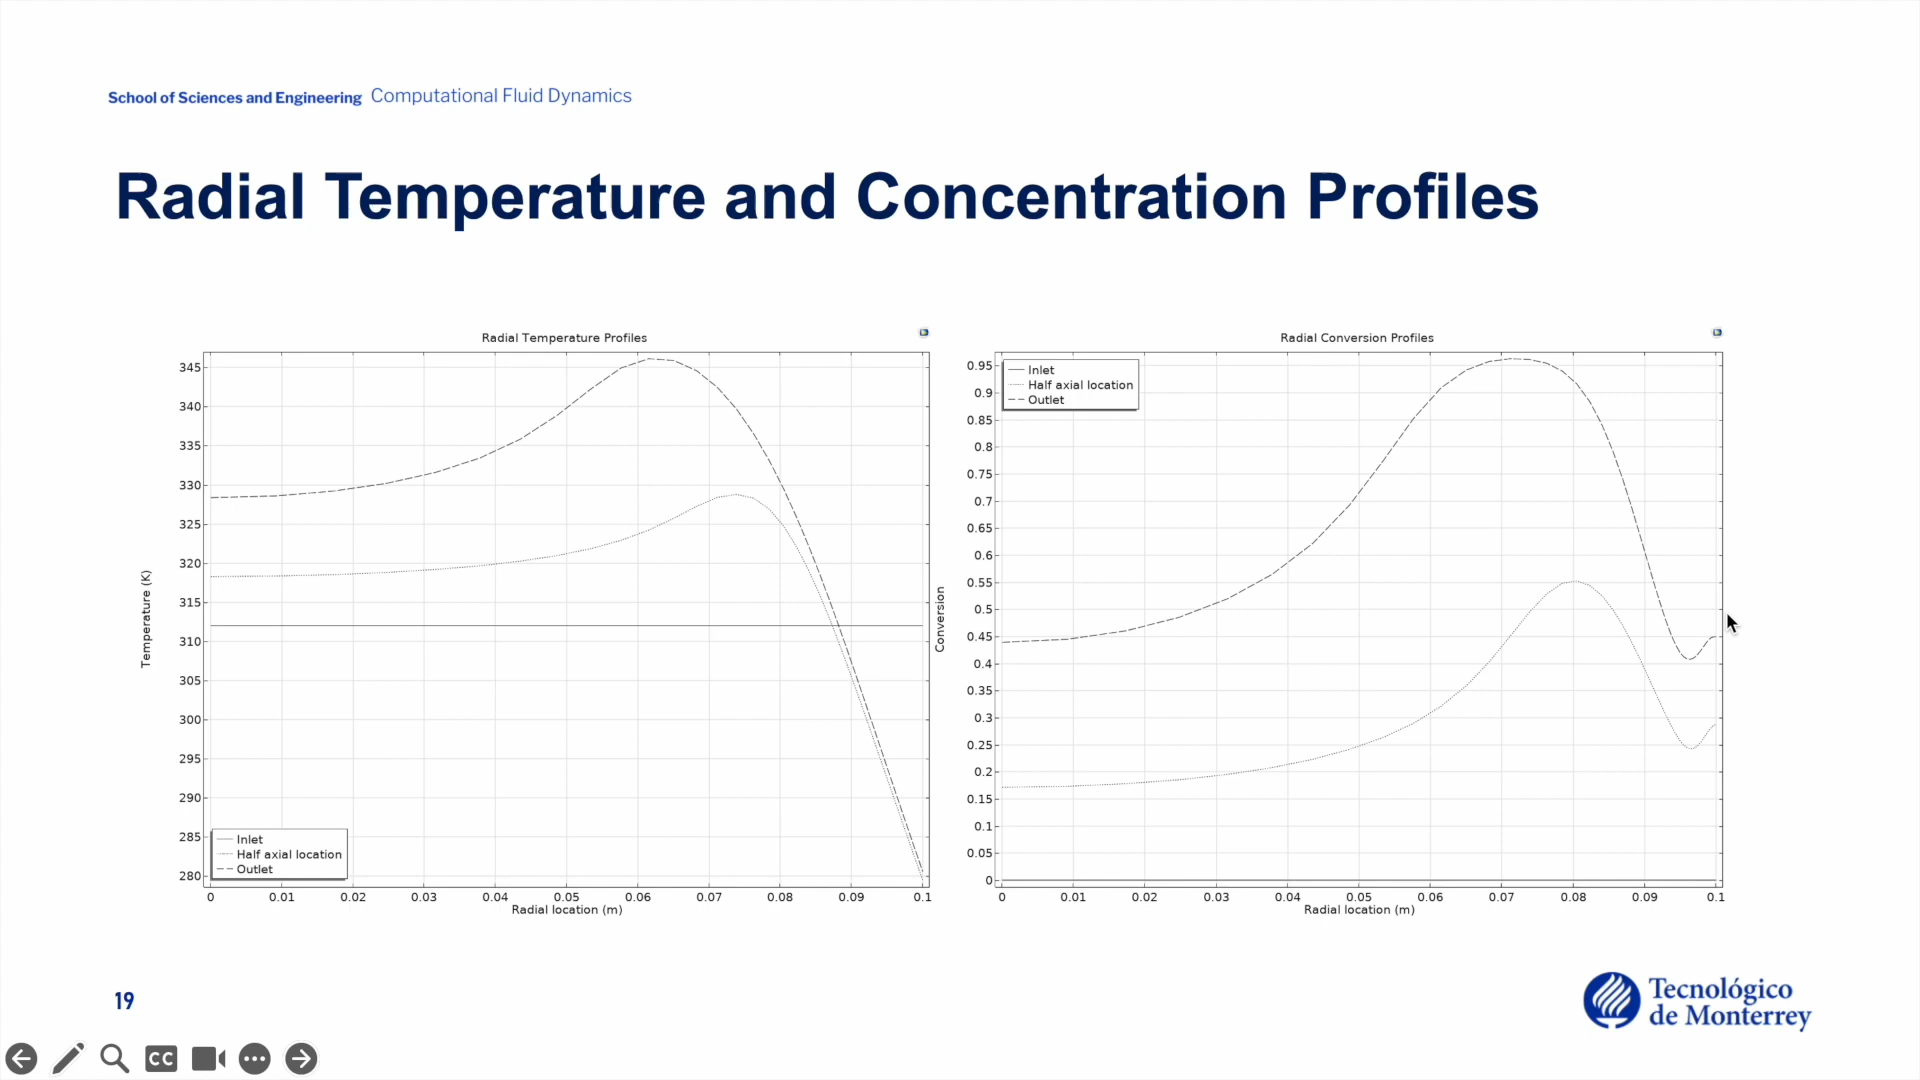 School of Sciences and Engineering Computational Fluid Dynamics
Radial Temperature and Concentration Profiles
Radial Temperature Profiles
345
340
335
330
325
320
315
310
305
300
295
290
285
280
Temperature (K)
Inlet
Half axial location
Outlet
0 0.01 0.02 0.03 0.04 0.05 0.06 0.07 0.08 0.09 0.1
Radial location (m)
Radial Conversion Profiles
0.95
0.9
0.85
0.8
0.75
0.7
0.65
0.6
0.55
0.5
0.45
0.4
0.35
0.3
0.25
0.2
0.15
0.1
0.05
0
Conversion
Inlet
Half axial location
Outlet
0 0.01 0.02 0.03 0.04 0.05 0.06 0.07 0.08 0.09 0.1
Radial location (m)
19
Tecnológico
de Monterrey
CC